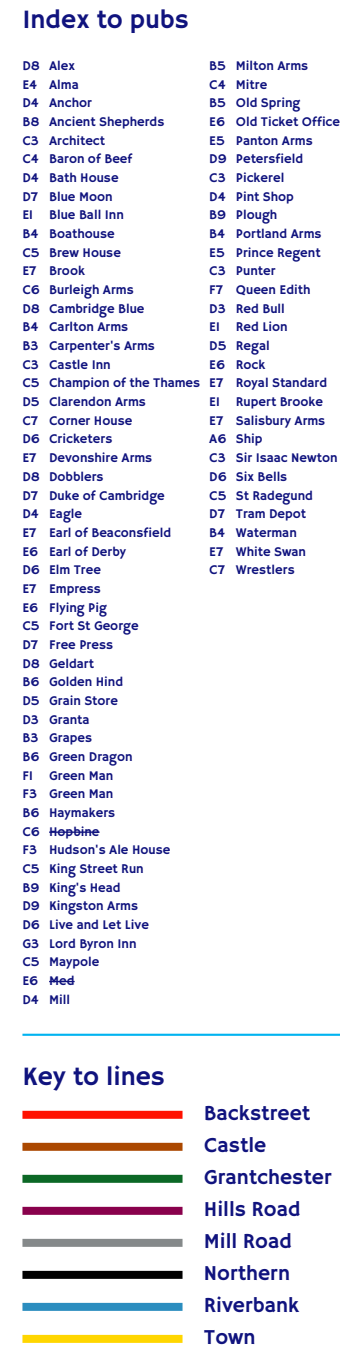 Index to pubs
D8 Alex
E4 Alma
D4 Anchor
B8 Ancient Shepherds
C3 Architect
C4 Baron of Beef
D4 Bath House
D7 Blue Moon
E1 Blue Ball Inn
B4 Boathouse
C5 Brew House
E7 Brook
C6 Burleigh Arms
D8 Cambridge Blue
B4 Carlton Arms
B3 Carpenter's Arms
C3 Castle Inn
C5 Champion of the Thames
D5 Clarendon Arms
C7 Corner House
D6 Cricketers
E7 Devonshire Arms
D8 Dobblers
D7 Duke of Cambridge
D4 Eagle
E7 Earl of Beaconsfield
E6 Earl of Derby
D6 Elm Tree
E7 Empress
E6 Flying Pig
C5 Fort St George
D7 Free Press
D8 Geldart
B6 Golden Hind
D5 Grain Store
D3 Granta
B3 Grapes
B6 Green Dragon
F1 Green Man
F3 Green Man
B6 Haymakers
C6 Hopbine
F3 Hudson's Ale House
C5 King Street Run
B9 King's Head
D9 Kingston Arms
D6 Live and Let Live
G3 Lord Byron Inn
C5 Maypole
E6 Med
D4 Mill
B5 Milton Arms
C4 Mitre
B5 Old Spring
E6 Old Ticket Office
E5 Panton Arms
D9 Petersfield
C3 Pickerel
D4 Pint Shop
B9 Plough
B4 Portland Arms
E5 Prince Regent
C3 Punter
F7 Queen Edith
D3 Red Bull
E1 Red Lion
D5 Regal
E6 Rock
E7 Royal Standard
E1 Rupert Brooke
E7 Salisbury Arms
A6 Ship
C3 Sir Isaac Newton
D6 Six Bells
C5 St Radegund
D7 Tram Depot
B4 Waterman
E7 White Swan
C7 Wrestlers
Key to lines
Backstreet
Castle
Grantchester
Hills Road
Mill Road
Northern
Riverbank
Town